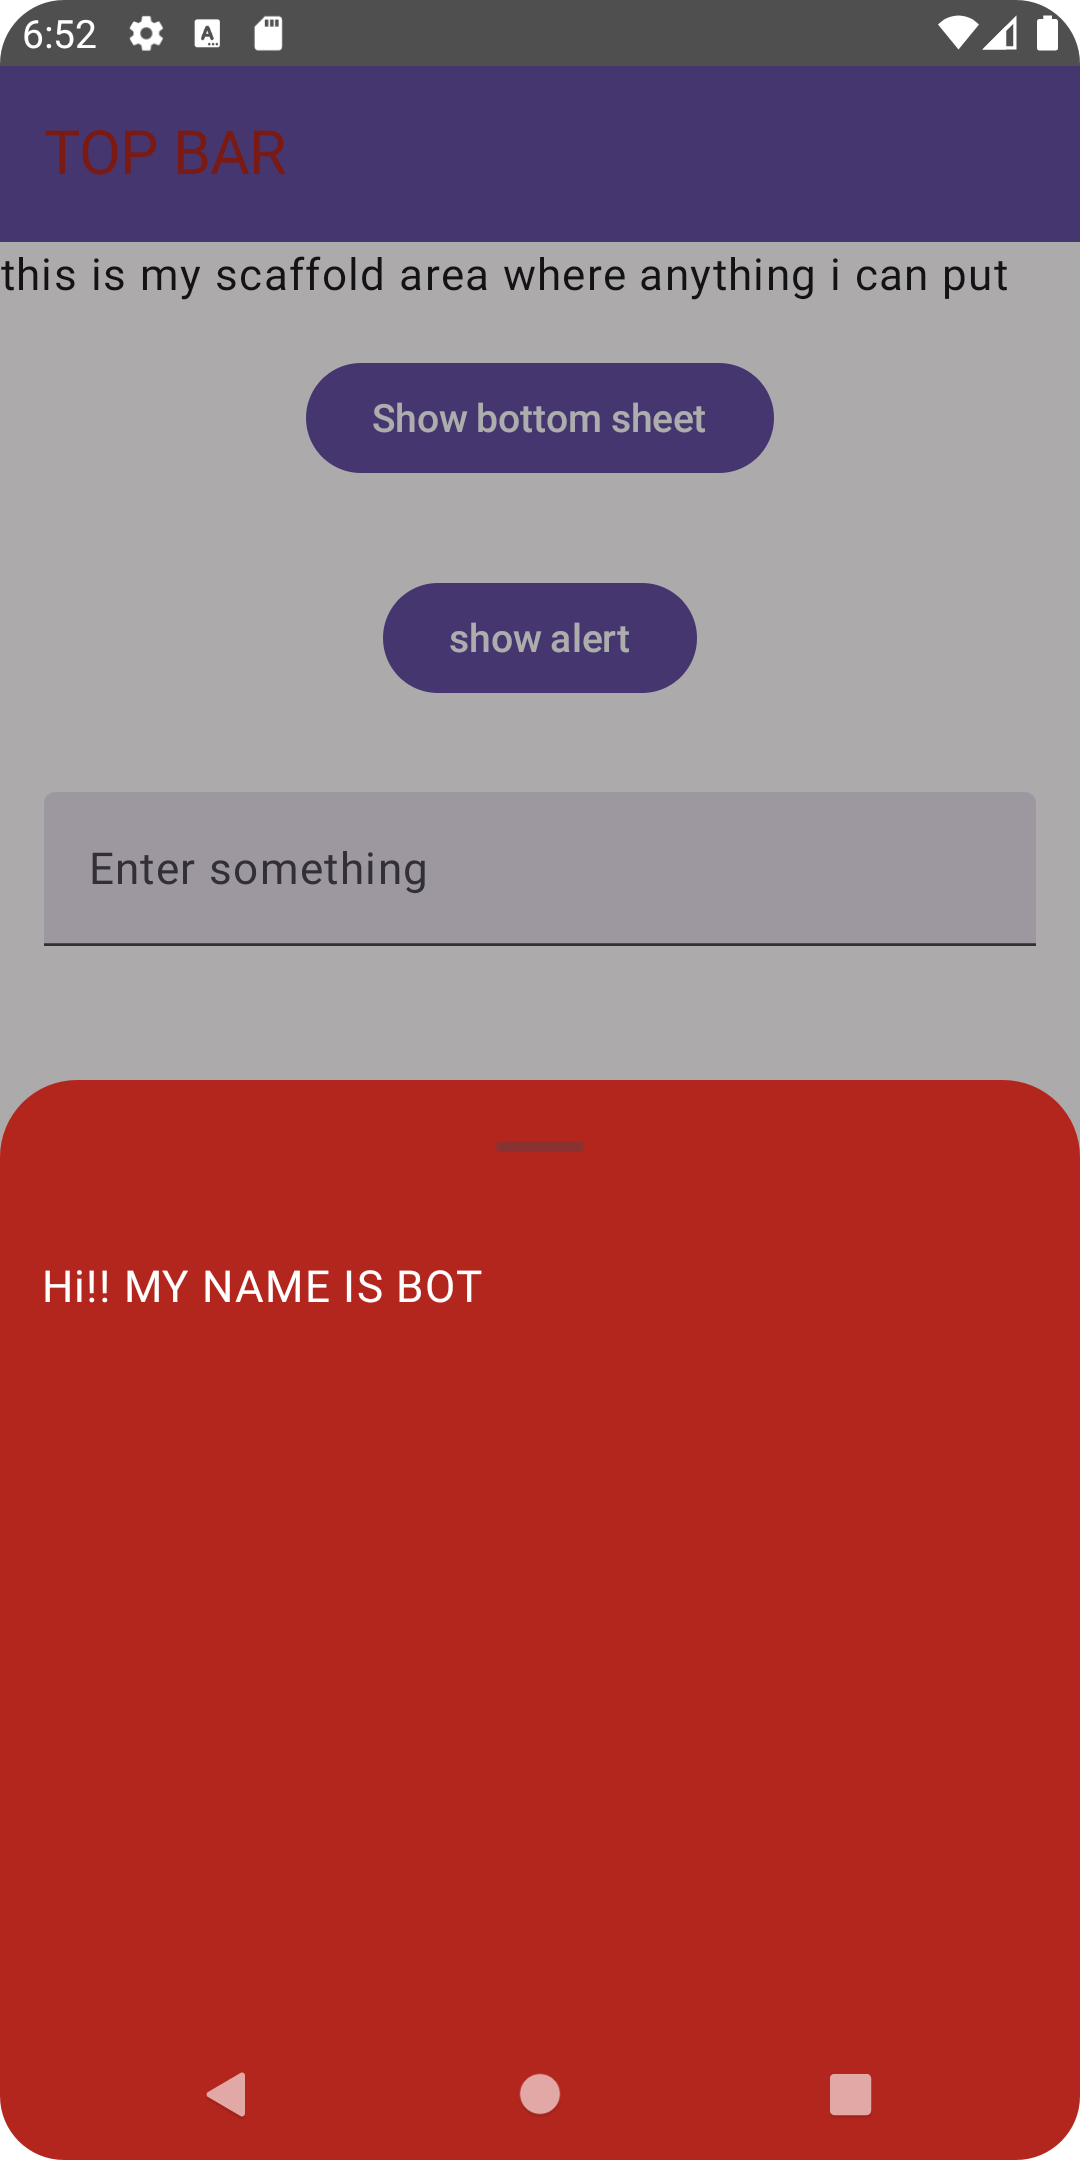 6:52
TOP BAR
this is my scaffold area where anything i can put
Show bottom sheet
show alert
Enter something
Hi!! MY NAME IS BOT